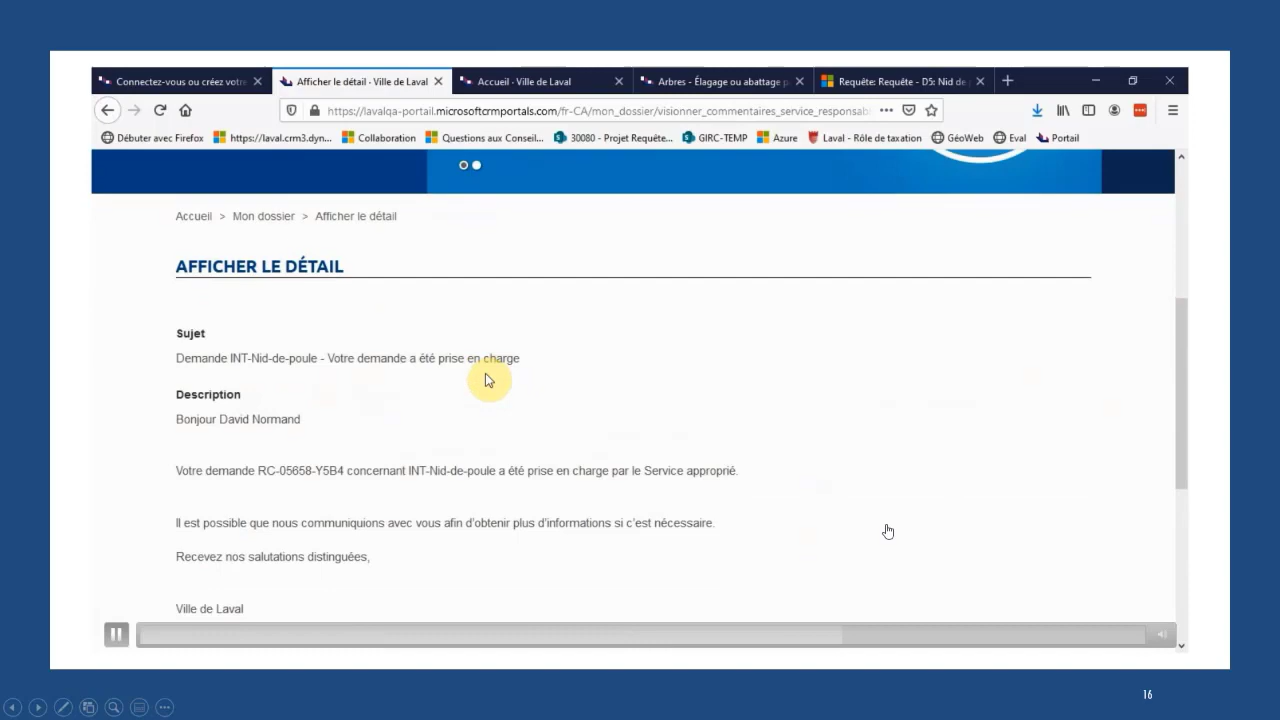 Connectez-vous ou créez votre
Afficher le détail · Ville de Laval
Accueil · Ville de Laval
Arbres - Élagage ou abattage p
Requête: Requête - D5: Nid de
https://lavalqa-portail.microsoftcrmportals.com/fr-CA/mon_dossier/visionner_commentaires_service_responsab
Débuter avec Firefox
https://laval.crm3.dyn...
Collaboration
Questions aux Conseil...
30080 - Projet Requête...
GIRC-TEMP
Azure
Laval - Rôle de taxation
GéoWeb
Eval
Portail
Accueil > Mon dossier > Afficher le détail
AFFICHER LE DÉTAIL
Sujet
Demande INT-Nid-de-poule - Votre demande a été prise en charge
Description
Bonjour David Normand
Votre demande RC-05658-Y5B4 concernant INT-Nid-de-poule a été prise en charge par le Service approprié.
Il est possible que nous communiquions avec vous afin d'obtenir plus d'informations si c'est nécessaire.
Recevez nos salutations distinguées,
Ville de Laval
16